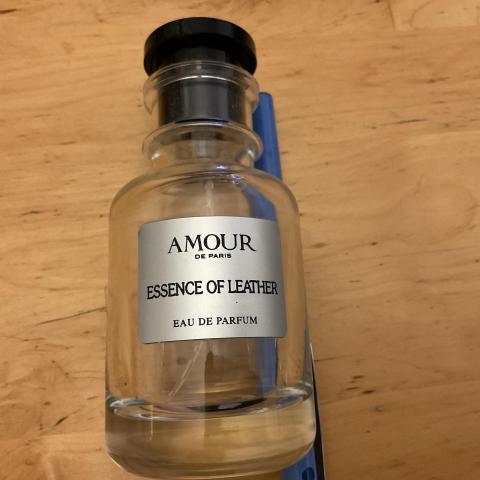 AMOUR
DE PARIS
ESSENCE OF LEATHER
EAU DE PARFUM